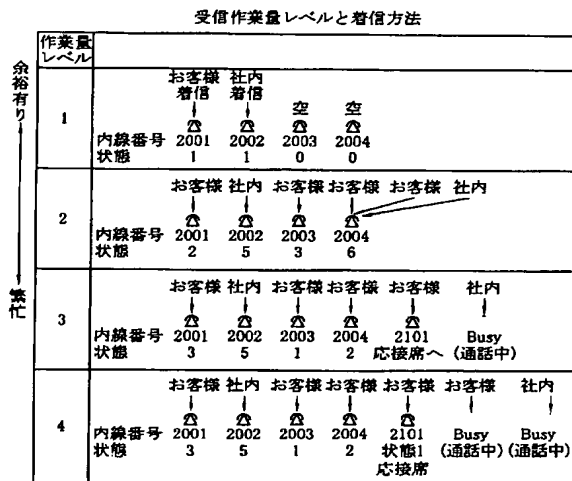 受信作業量レベルと着信方法
作業量
レベル
余裕有り
繁忙
1
お客様 社内
着信 着信 空 空
内線番号 2001 2002 2003 2004
状態 1 1 0 0
2
お客様 社内 お客様 お客様 お客様 社内
内線番号 2001 2002 2003 2004
状態 2 5 3 6
3
お客様 社内 お客様 お客様 お客様 社内
内線番号 2001 2002 2003 2004 2101 Busy
状態 3 5 1 2 応接席へ (通話中)
4
お客様 社内 お客様 お客様 お客様 お客様 社内
内線番号 2001 2002 2003 2004 2101 Busy Busy
状態 3 5 1 2 状態1 (通話中) (通話中)
応接席